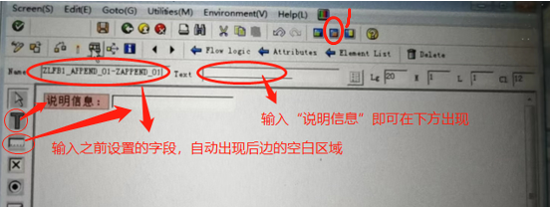 Screen(S) Edit(E) Goto(G) Utilities(M) Environment(V) Help(L)
Flow logic Attributes Element List Delete
Name ZLFB1_APPEND_01-ZAPPEND_01 Text Lg 20 H 1 L 1 Cl 12
T
说明信息：
输入“说明信息”即可在下方出现
输入之前设置的字段，自动出现后边的空白区域